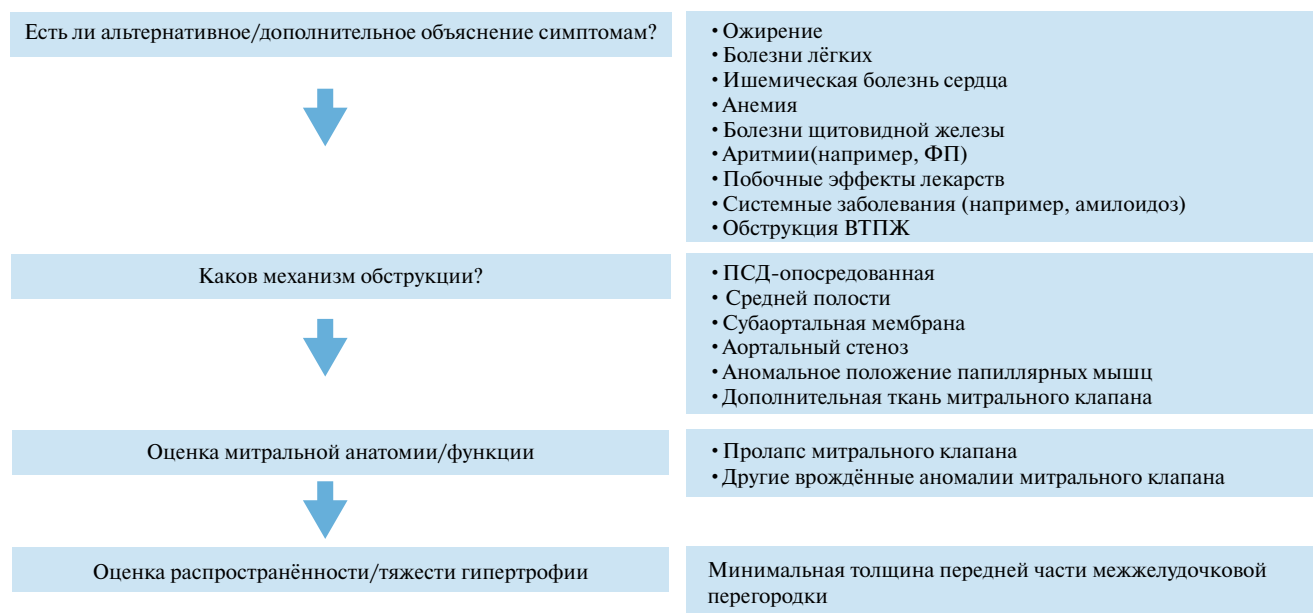 Есть ли альтернативное/дополнительное объяснение симптомам?
• Ожирение
• Болезни лёгких
• Ишемическая болезнь сердца
• Анемия
• Болезни щитовидной железы
• Аритмии(например, ФП)
• Побочные эффекты лекарств
• Системные заболевания (например, амилоидоз)
• Обструкция ВТПЖ
Каков механизм обструкции?
• ПСД-опосредованная
• Средней полости
• Субаортальная мембрана
• Аортальный стеноз
• Аномальное положение папиллярных мышц
• Дополнительная ткань митрального клапана
Оценка митральной анатомии/функции
• Пролапс митрального клапана
• Другие врождённые аномалии митрального клапана
Оценка распространённости/тяжести гипертрофии
Минимальная толщина передней части межжелудочковой
перегородки